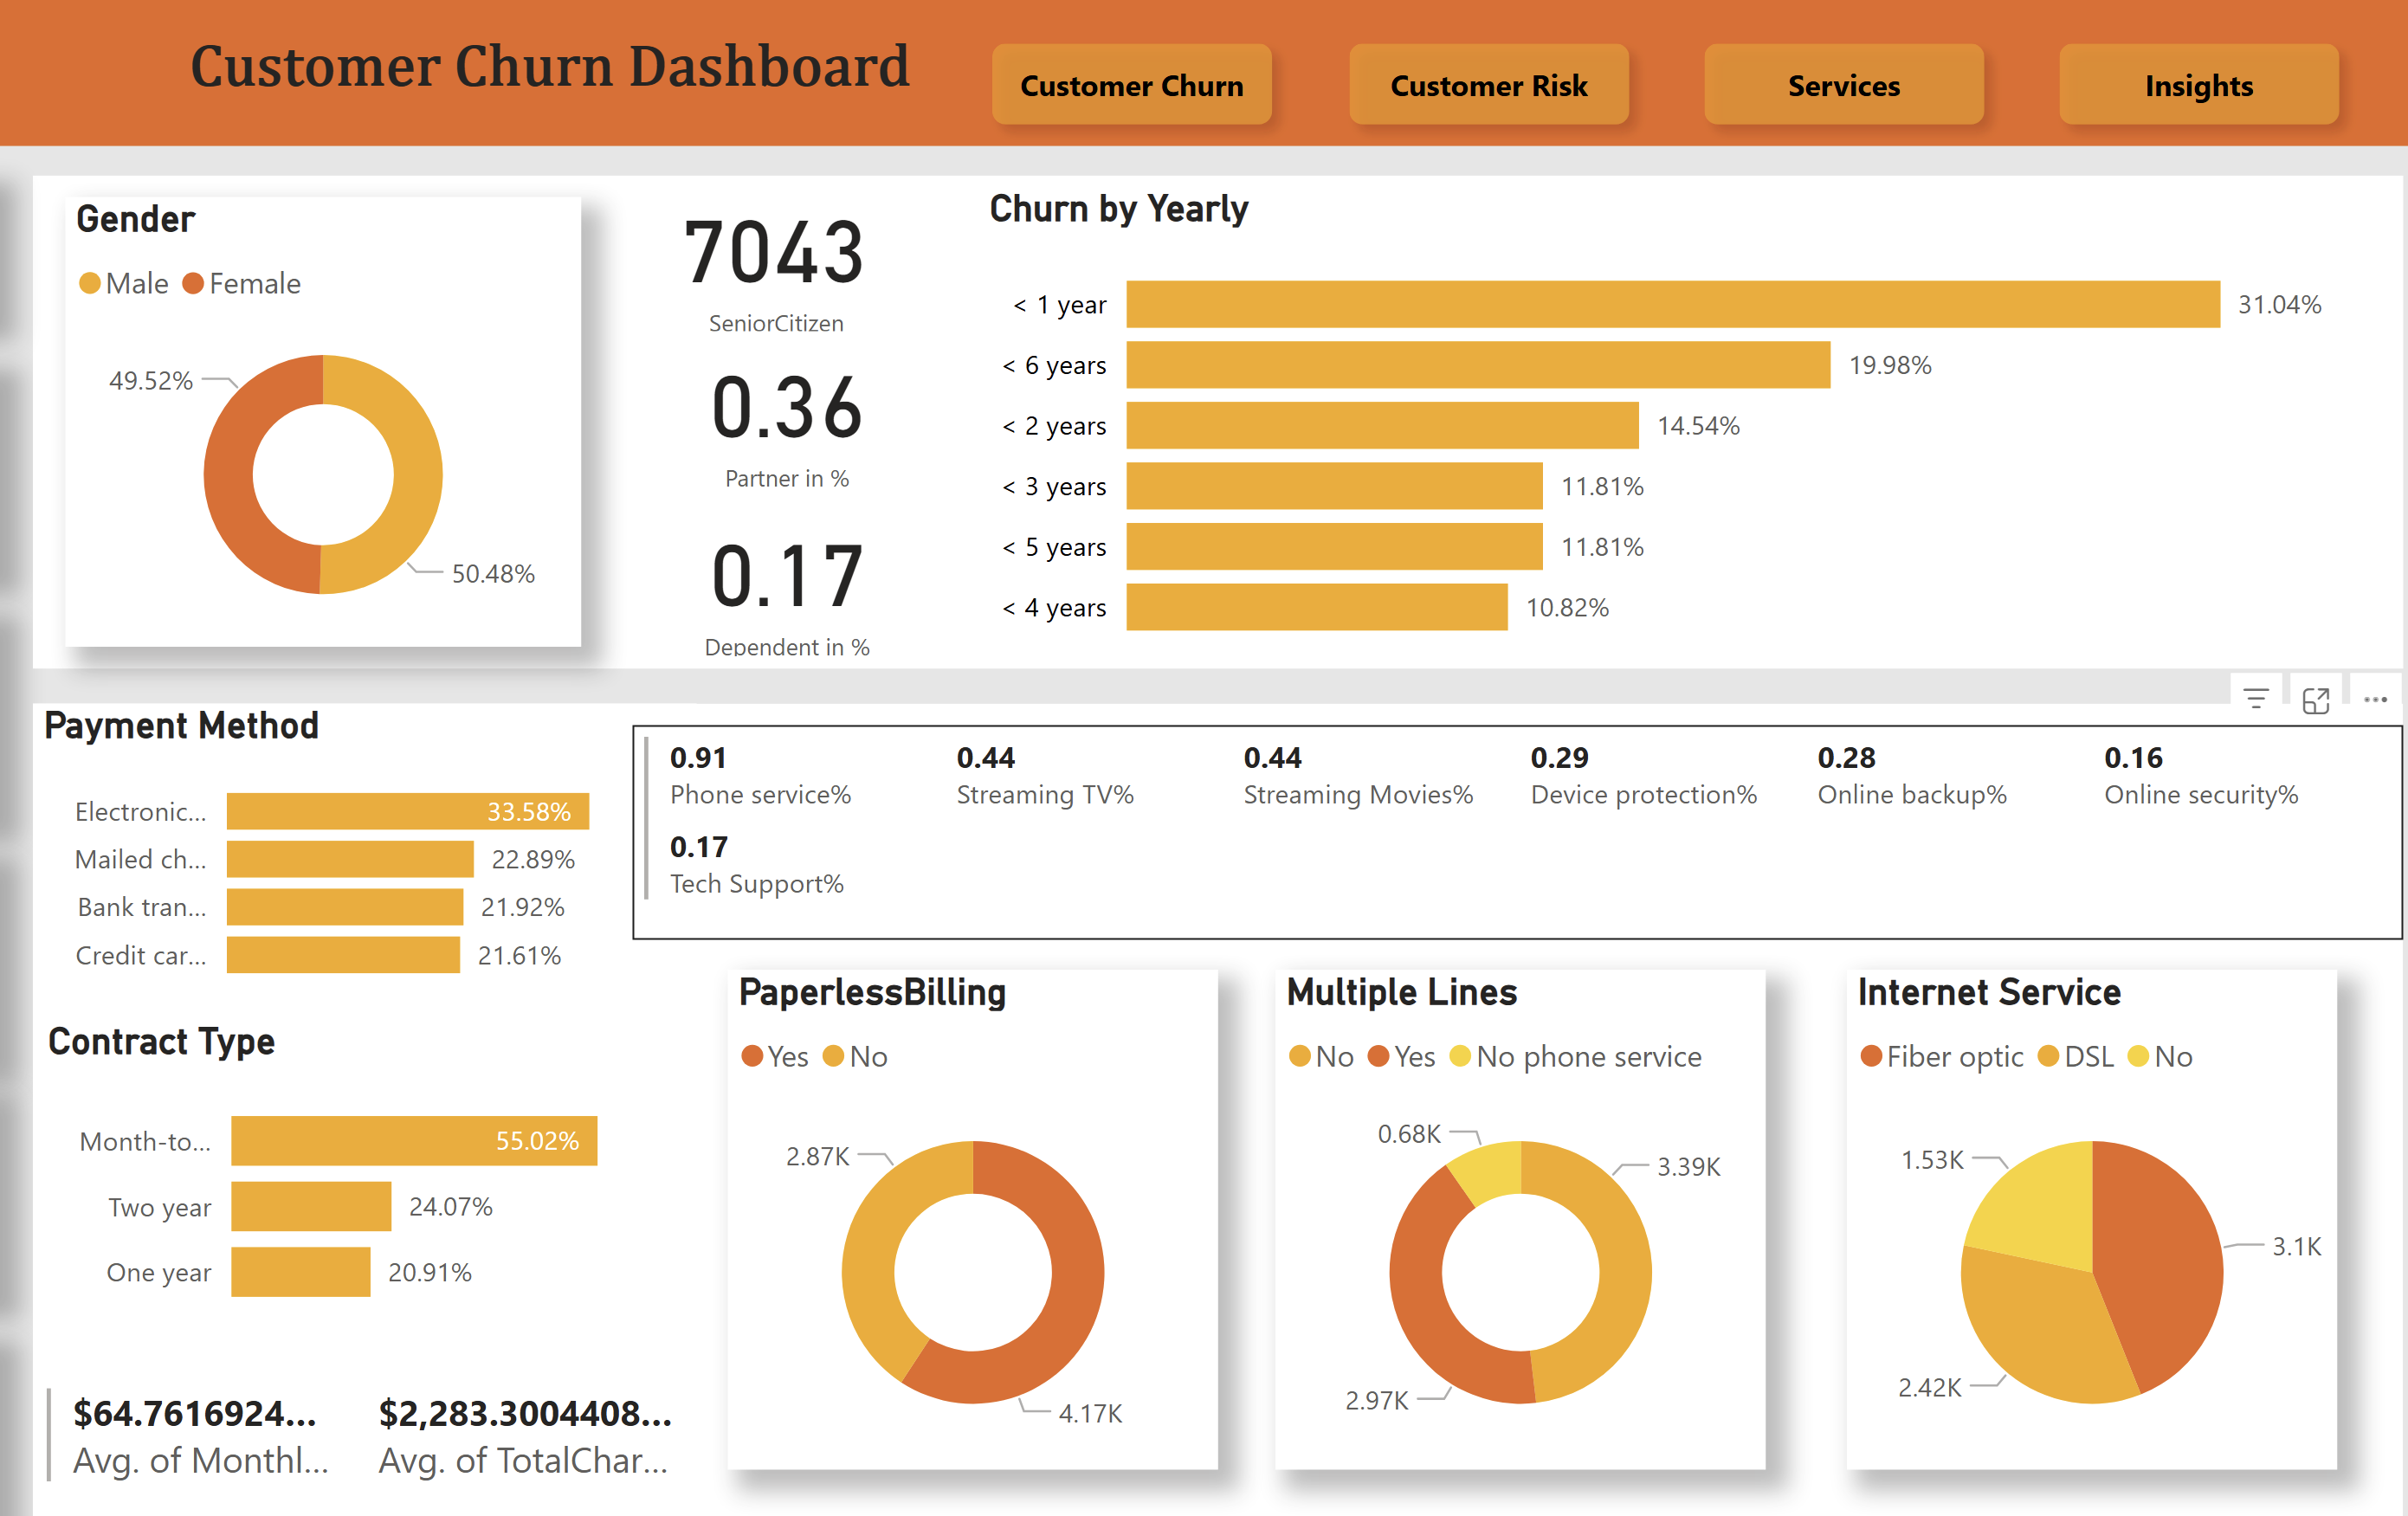 Customer Churn Dashboard
Customer Churn
Customer Risk
Services
Insights
Gender
Male Female
49.52%
50.48%
7043
SeniorCitizen
0.36
Partner in %
0.17
Dependent in %
Churn by Yearly
< 1 year 31.04%
< 6 years 19.98%
< 2 years 14.54%
< 3 years 11.81%
< 5 years 11.81%
< 4 years 10.82%
Payment Method
Electronic... 33.58%
Mailed ch... 22.89%
Bank tran... 21.92%
Credit car... 21.61%
0.91 0.44 0.44 0.29 0.28 0.16
Phone service% Streaming TV% Streaming Movies% Device protection% Online backup% Online security%
0.17
Tech Support%
Contract Type
Month-to... 55.02%
Two year 24.07%
One year 20.91%
$64.7616924... $2,283.3004408...
Avg. of Monthl... Avg. of TotalChar...
PaperlessBilling
Yes No
2.87K
4.17K
Multiple Lines
No Yes No phone service
0.68K
3.39K
2.97K
Internet Service
Fiber optic DSL No
1.53K
3.1K
2.42K